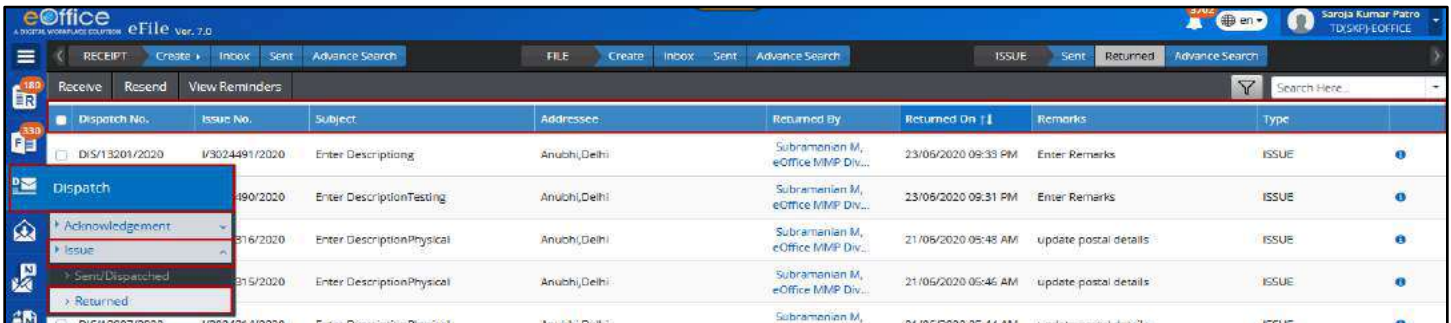 eOffice
A DIGITAL WORKPLACE SOLUTION eFile Ver. 7.0
3702 en Saroja Kumar Patro
TD(SKP)-EOFFICE
RECEIPT Create Inbox Sent Advance Search FILE Create Inbox Sent Advance Search ISSUE Sent Returned Advance Search
180 R Receive Resend View Reminders Search Here...
Dispatch No. Issue No. Subject Addressee Returned By Returned On Remarks Type
330 F
DIS/13201/2020 I/3024491/2020 Enter Descriptiong Anubhi,Delhi Subramanian M, eOffice MMP Div... 23/06/2020 09:33 PM Enter Remarks ISSUE
D Dispatch 490/2020 Enter DescriptionTesting Anubhi,Delhi Subramanian M, eOffice MMP Div... 23/06/2020 09:31 PM Enter Remarks ISSUE
Acknowledgement
Issue 316/2020 Enter DescriptionPhysical Anubhi,Delhi Subramanian M, eOffice MMP Div... 21/06/2020 05:48 AM update postal details ISSUE
N Sent/Dispatched 315/2020 Enter DescriptionPhysical Anubhi,Delhi Subramanian M, eOffice MMP Div... 21/06/2020 05:46 AM update postal details ISSUE
Returned
Subramanian M,